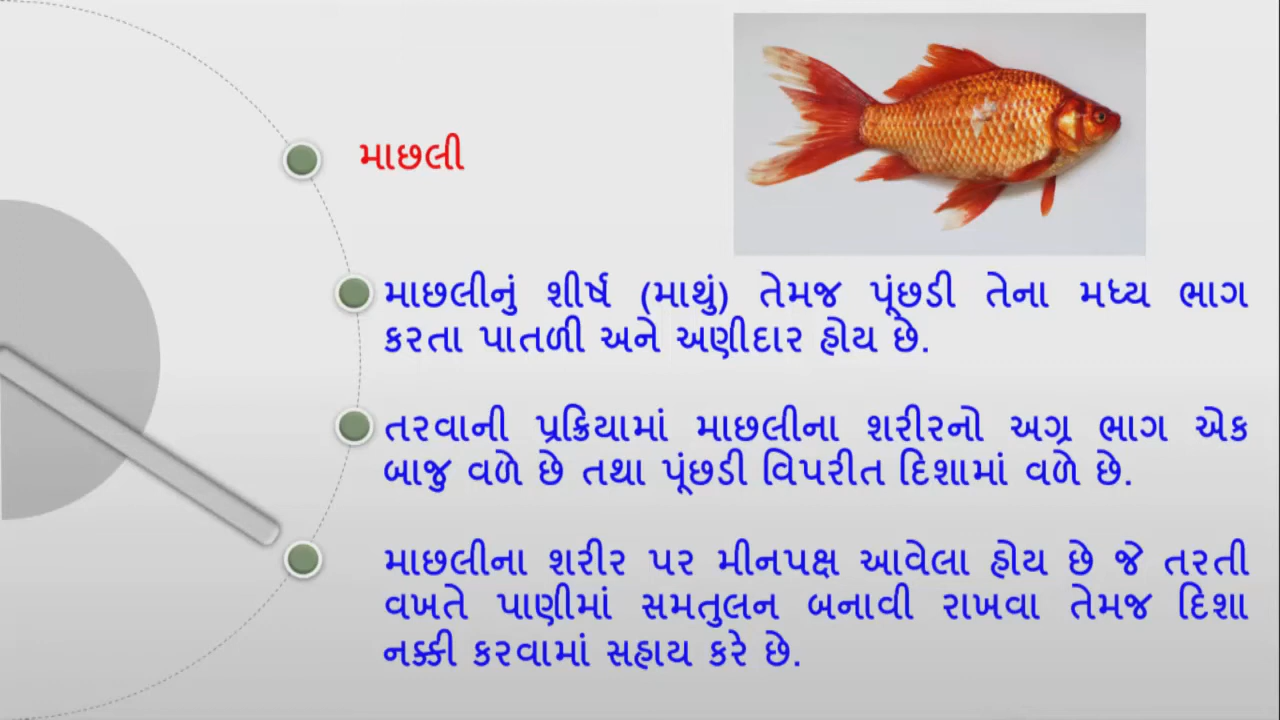 માછલી
માછલીનું શીર્ષ (માથું) તેમજ પૂંછડી તેના મધ્ય ભાગ
કરતા પાતળી અને અણીદાર હોય છે.
તરવાની પ્રક્રિયામાં માછલીના શરીરનો અગ્ર ભાગ એક
બાજુ વળે છે તથા પૂંછડી વિપરીત દિશામાં વળે છે.
માછલીના શરીર પર મીનપક્ષ આવેલા હોય છે જે તરતી
વખતે પાણીમાં સમતુલન બનાવી રાખવા તેમજ દિશા
નક્કી કરવામાં સહાય કરે છે.